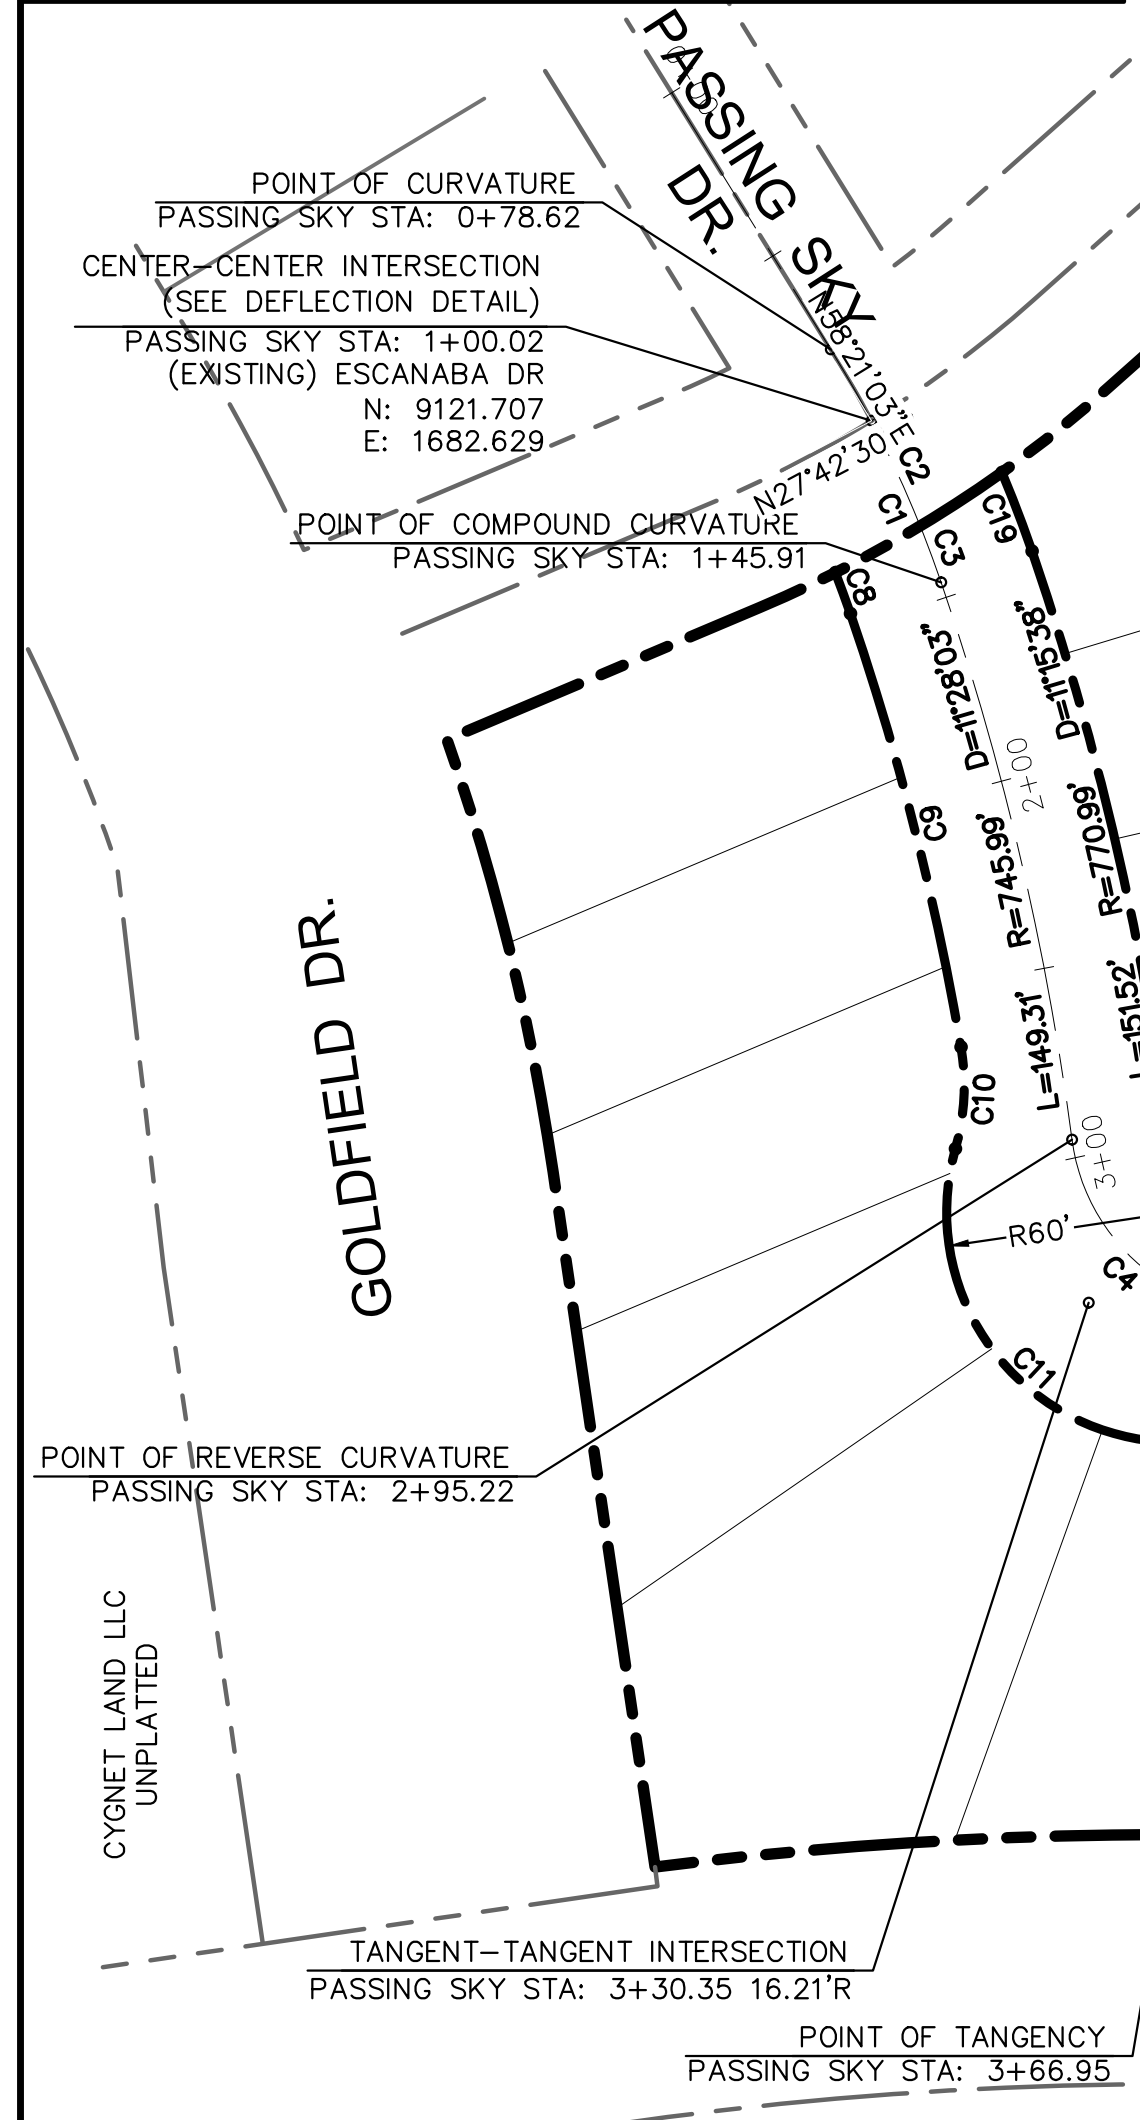 PASSING SKY
DR.
POINT OF CURVATURE
PASSING SKY STA: 0+78.62
CENTER-CENTER INTERSECTION
(SEE DEFLECTION DETAIL)
PASSING SKY STA: 1+00.02
(EXISTING) ESCANABA DR
N: 9121.707
E: 1682.629
N58°21'03"E
N27°42'30
C2
C1
C19
C3
POINT OF COMPOUND CURVATURE
PASSING SKY STA: 1+45.91
C8
D=11°28'03"
D=11°15'38"
2+00
C9
R=745.99'
R=770.99'
GOLDFIELD DR.
L=149.31'
L=151.52'
C10
3+00
R60'
C4
C11
POINT OF REVERSE CURVATURE
PASSING SKY STA: 2+95.22
CYGNET LAND LLC
UNPLATTED
TANGENT-TANGENT INTERSECTION
PASSING SKY STA: 3+30.35 16.21'R
POINT OF TANGENCY
PASSING SKY STA: 3+66.95